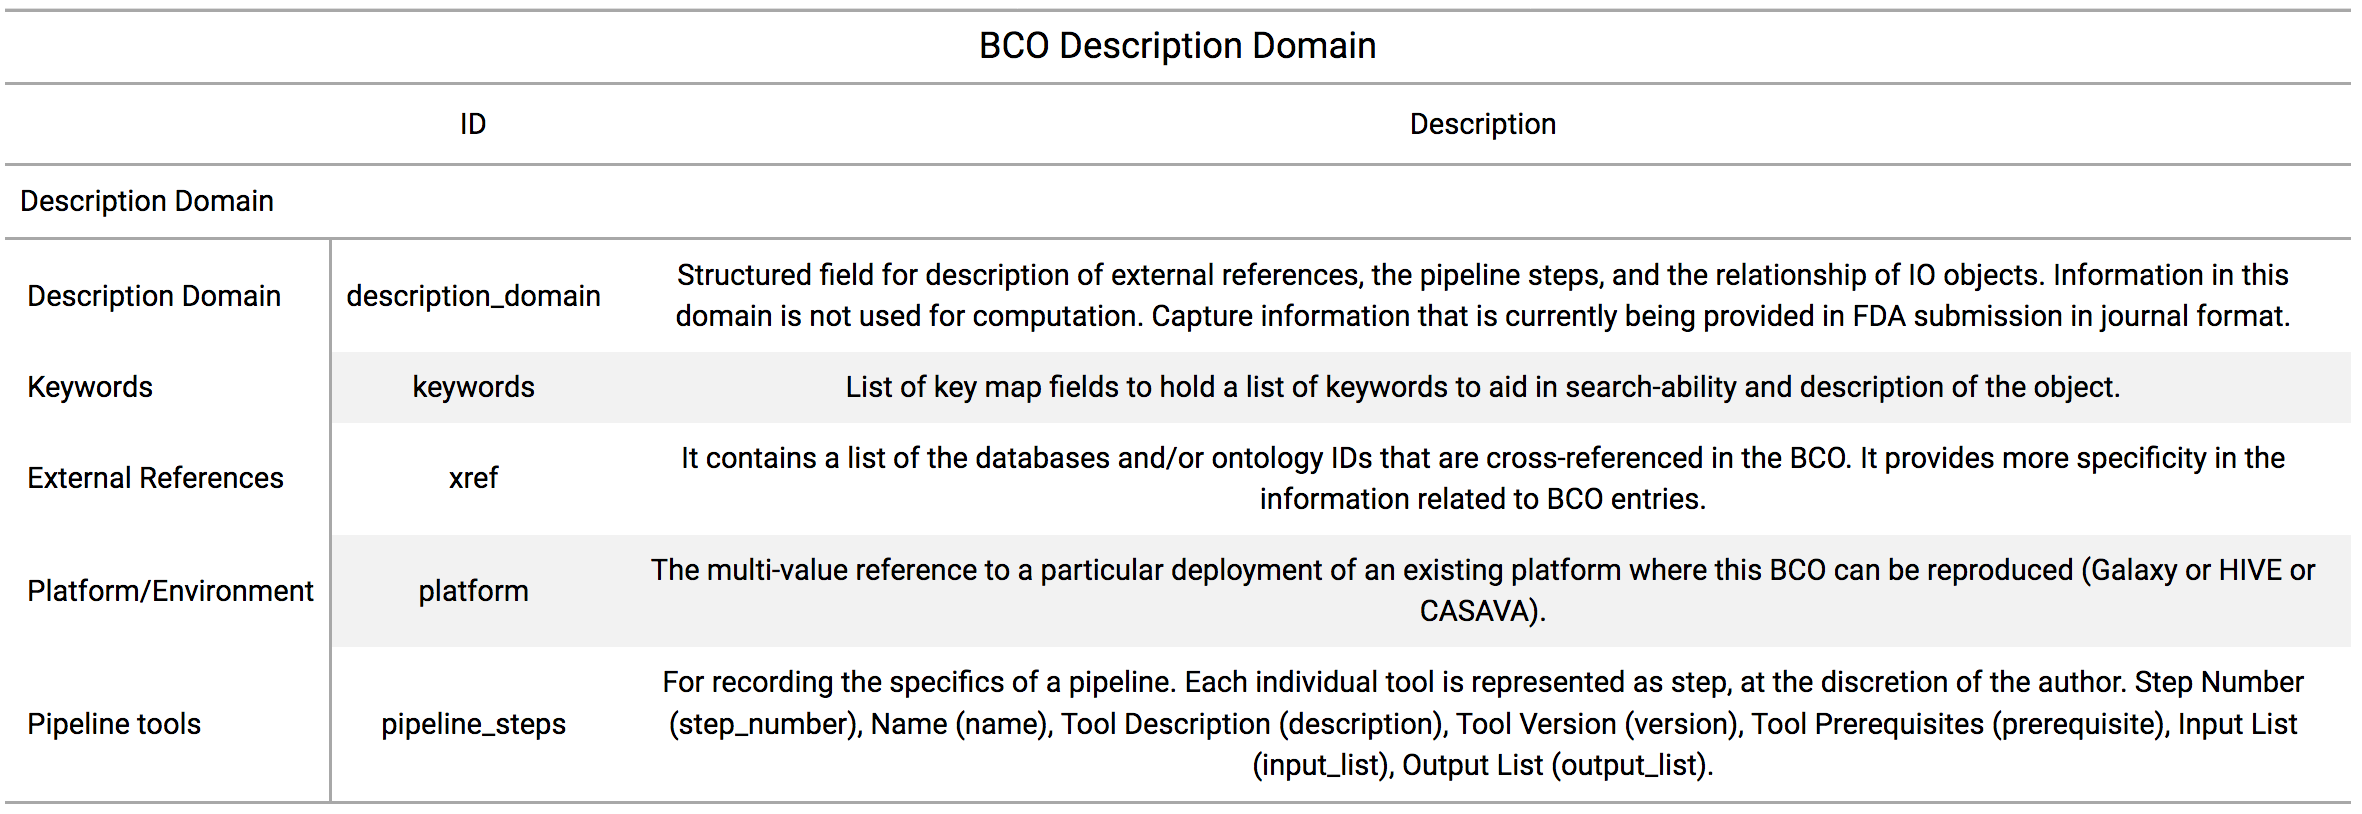 BCO Description Domain
ID Description
Description Domain
Description Domain description_domain Structured field for description of external references, the pipeline steps, and the relationship of IO objects. Information in this
domain is not used for computation. Capture information that is currently being provided in FDA submission in journal format.
Keywords keywords List of key map fields to hold a list of keywords to aid in search-ability and description of the object.
External References xref It contains a list of the databases and/or ontology IDs that are cross-referenced in the BCO. It provides more specificity in the
information related to BCO entries.
Platform/Environment platform The multi-value reference to a particular deployment of an existing platform where this BCO can be reproduced (Galaxy or HIVE or
CASAVA).
Pipeline tools pipeline_steps For recording the specifics of a pipeline. Each individual tool is represented as step, at the discretion of the author. Step Number
(step_number), Name (name), Tool Description (description), Tool Version (version), Tool Prerequisites (prerequisite), Input List
(input_list), Output List (output_list).